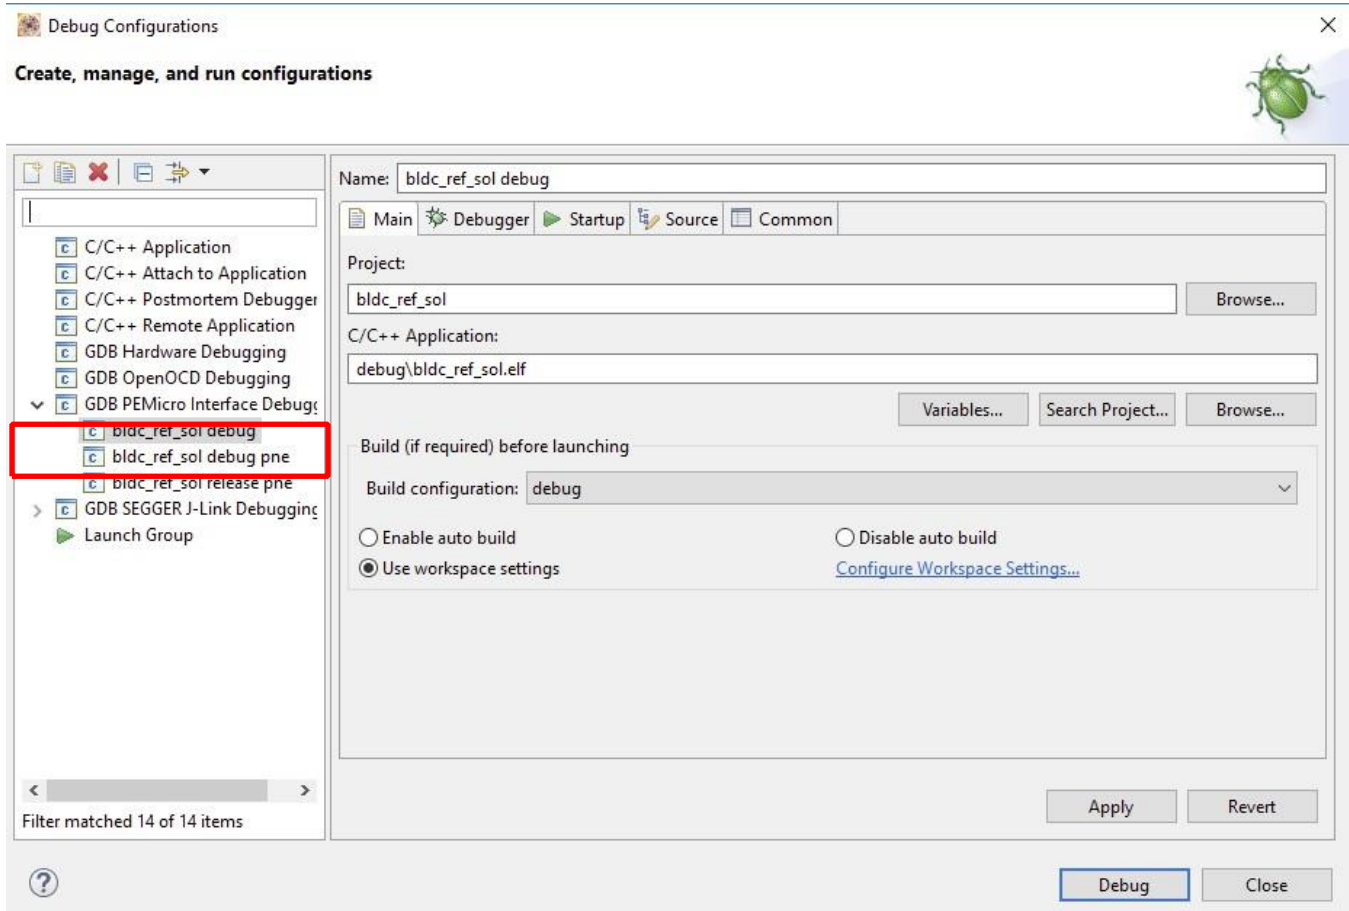 Debug Configurations
Create, manage, and run configurations
Name: bldc_ref_sol debug
Main Debugger Startup Source Common
C/C++ Application
C/C++ Attach to Application
C/C++ Postmortem Debugger
C/C++ Remote Application
GDB Hardware Debugging
GDB OpenOCD Debugging
GDB PEMicro Interface Debugg
bldc_ref_sol debug
bldc_ref_sol debug pne
bldc_ref_sol release pne
GDB SEGGER J-Link Debugging
Launch Group
Filter matched 14 of 14 items
Project:
bldc_ref_sol
Browse...
C/C++ Application:
debug\bldc_ref_sol.elf
Variables... Search Project... Browse...
Build (if required) before launching
Build configuration: debug
Enable auto build Disable auto build
Use workspace settings Configure Workspace Settings...
Apply Revert
Debug Close